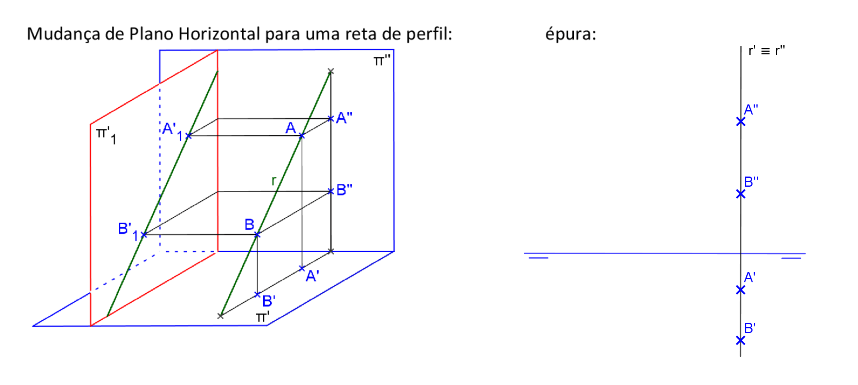 Mudança de Plano Horizontal para uma reta de perfil:
épura:
π"
π'₁
A'₁
A
A"
r
B"
B'₁
B
A'
B'
π'
r' ≡ r"
A"
B"
A'
B'